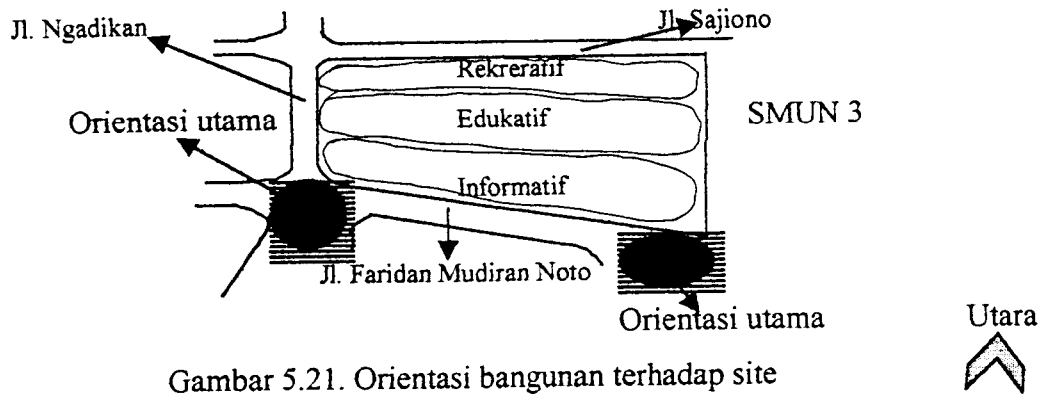 Jl. Ngadikan
Jl. Sajiono
Rekreratif
Orientasi utama
Edukatif
SMUN 3
Informatif
Jl. Faridan Mudiran Noto
Orientasi utama
Utara
Gambar 5.21. Orientasi bangunan terhadap site